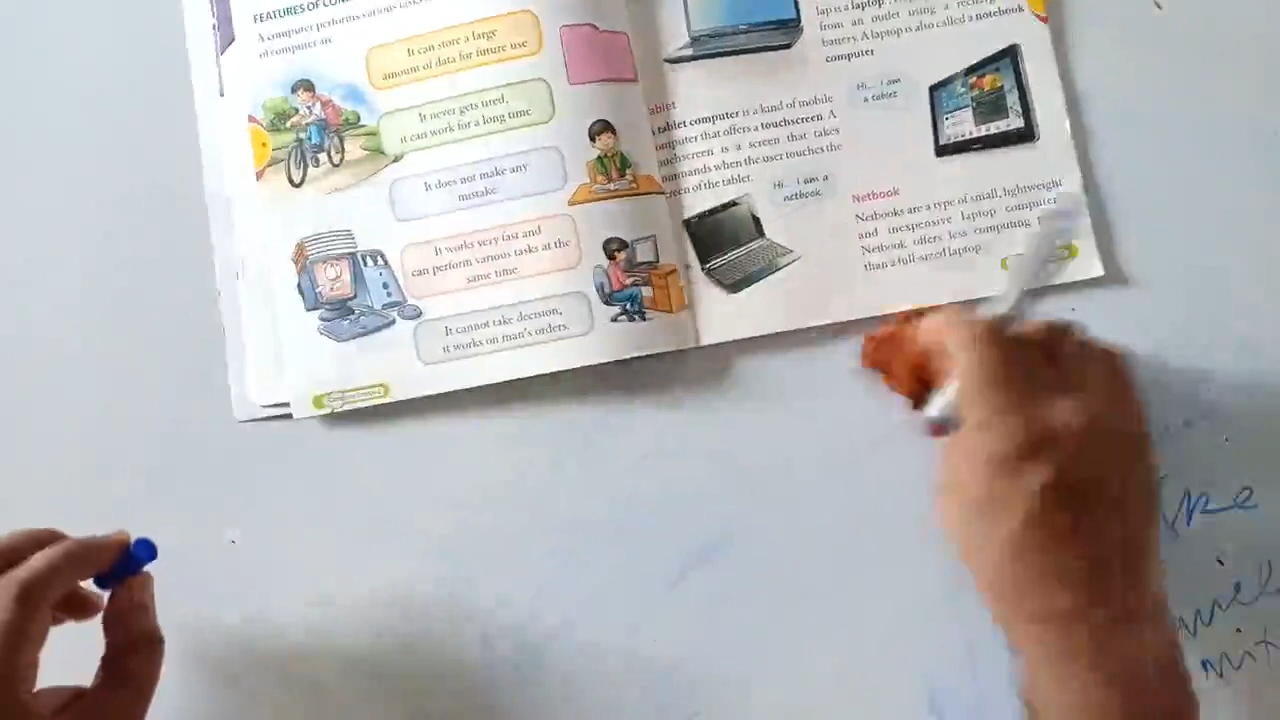 FEATURES OF
A computer performs various
of computer are
It can store a large
amount of data for future use
It never gets tired,
it can work for a long time
It does not make any
mistake.
It works very fast and
can perform various tasks at the
same time.
It cannot take decision,
it works on man's orders.
lap is a laptop.
from an outlet using a
battery. A laptop is also called a notebook
computer
Hi... I am
a tablet
ablet
tablet computer is a kind of mobile
omputer that offers a touchscreen. A
ouchscreen is a screen that takes
ommands when the user touches the
reen of the tablet.
Hi... I am a
netbook
Netbook
Netbooks are a type of small, lightweight
and inexpensive laptop computer
Netbook offers less computing
than a full-sized laptop